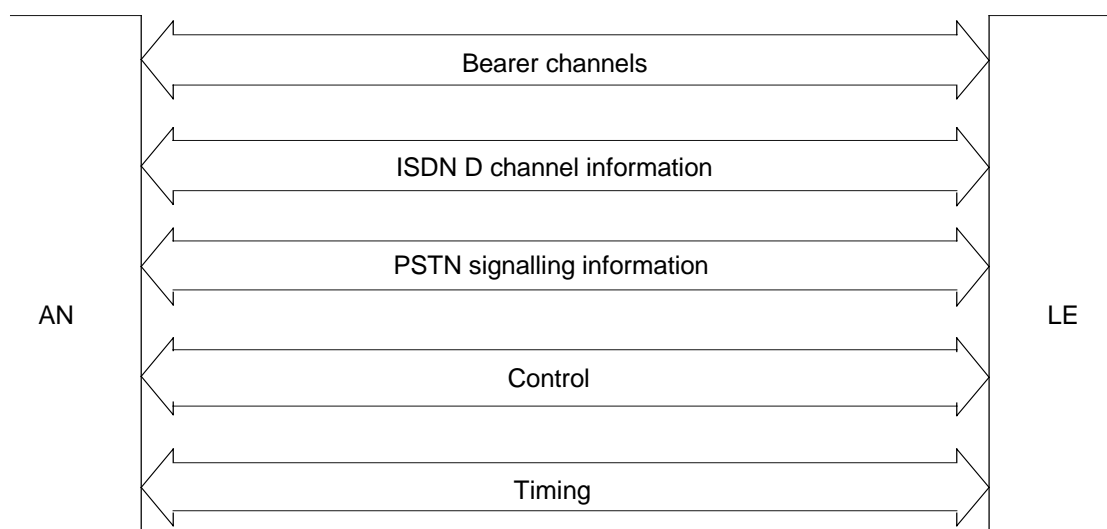 Bearer channels
ISDN D channel information
PSTN signalling information
AN
LE
Control
Timing